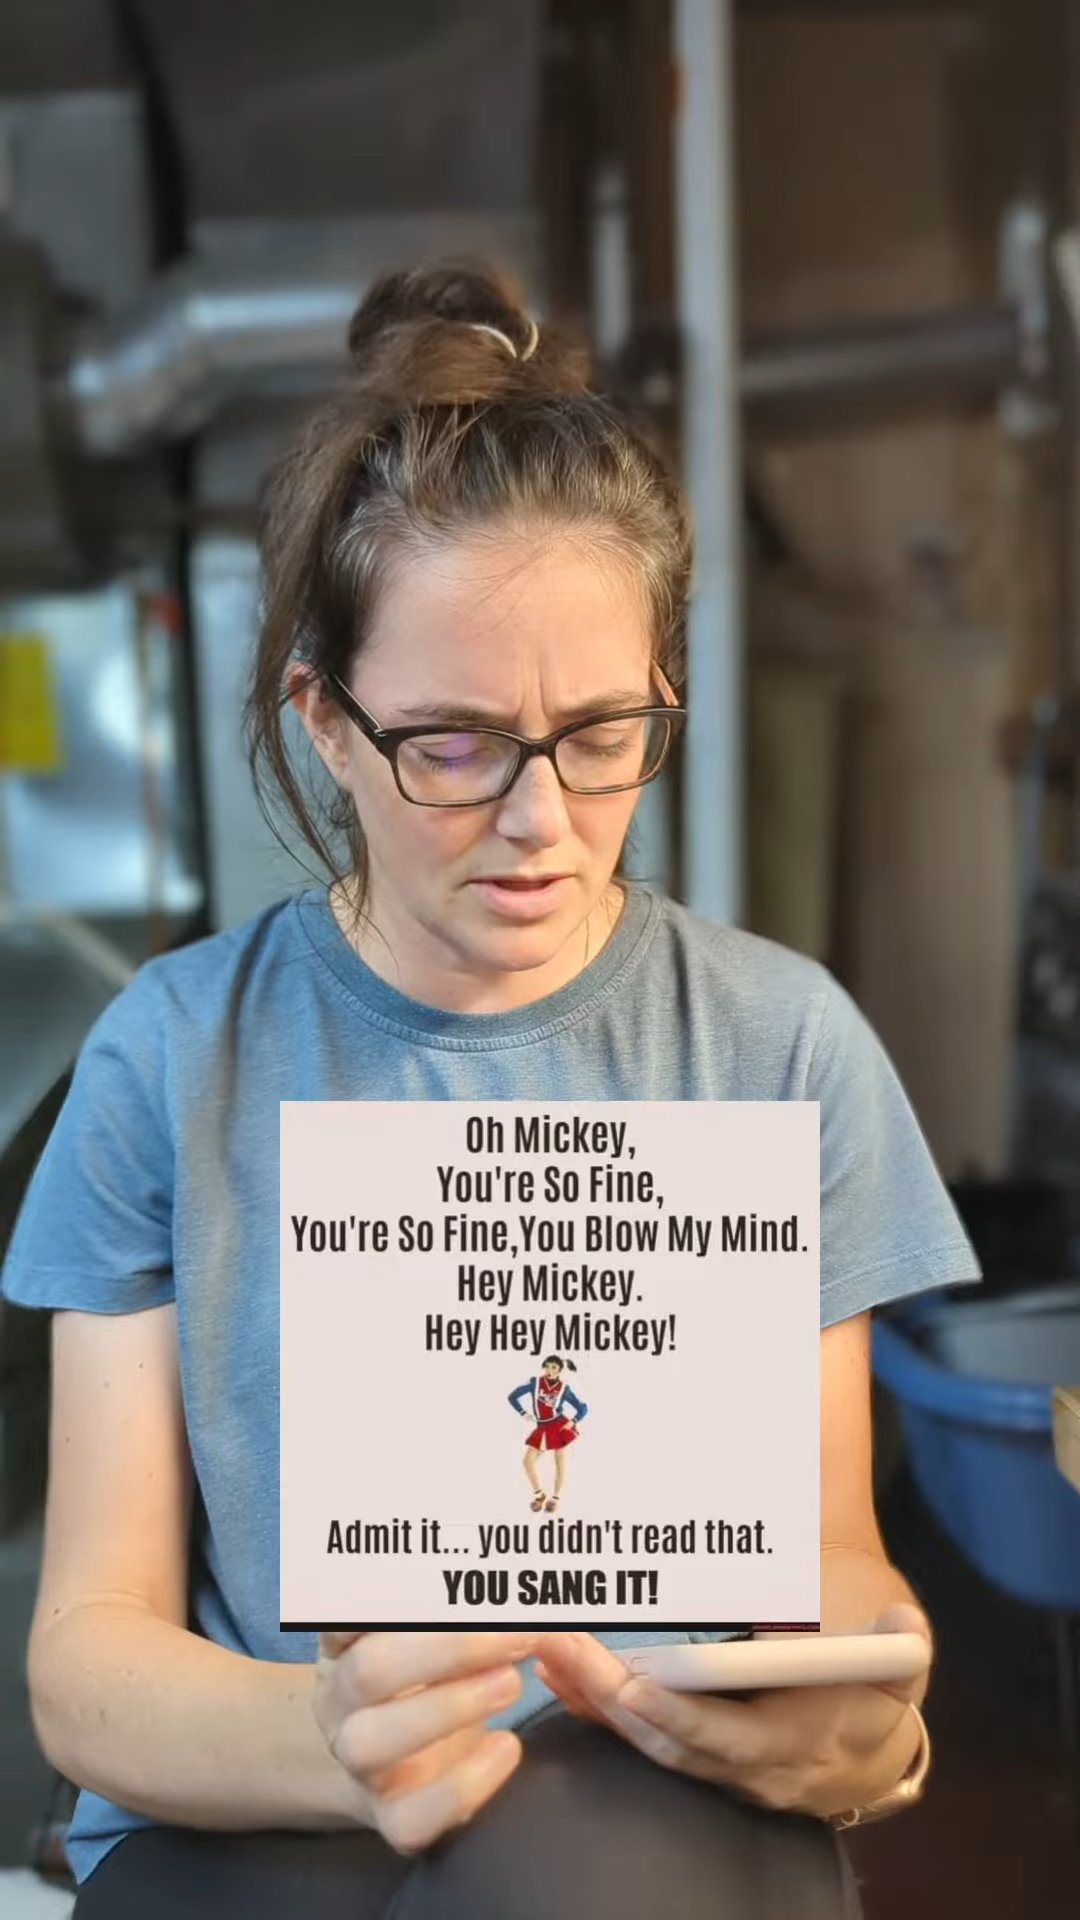 Oh Mickey,
You're So Fine,
You're So Fine,You Blow My Mind.
Hey Mickey.
Hey Hey Mickey!
Admit it... you didn't read that.
YOU SANG IT!